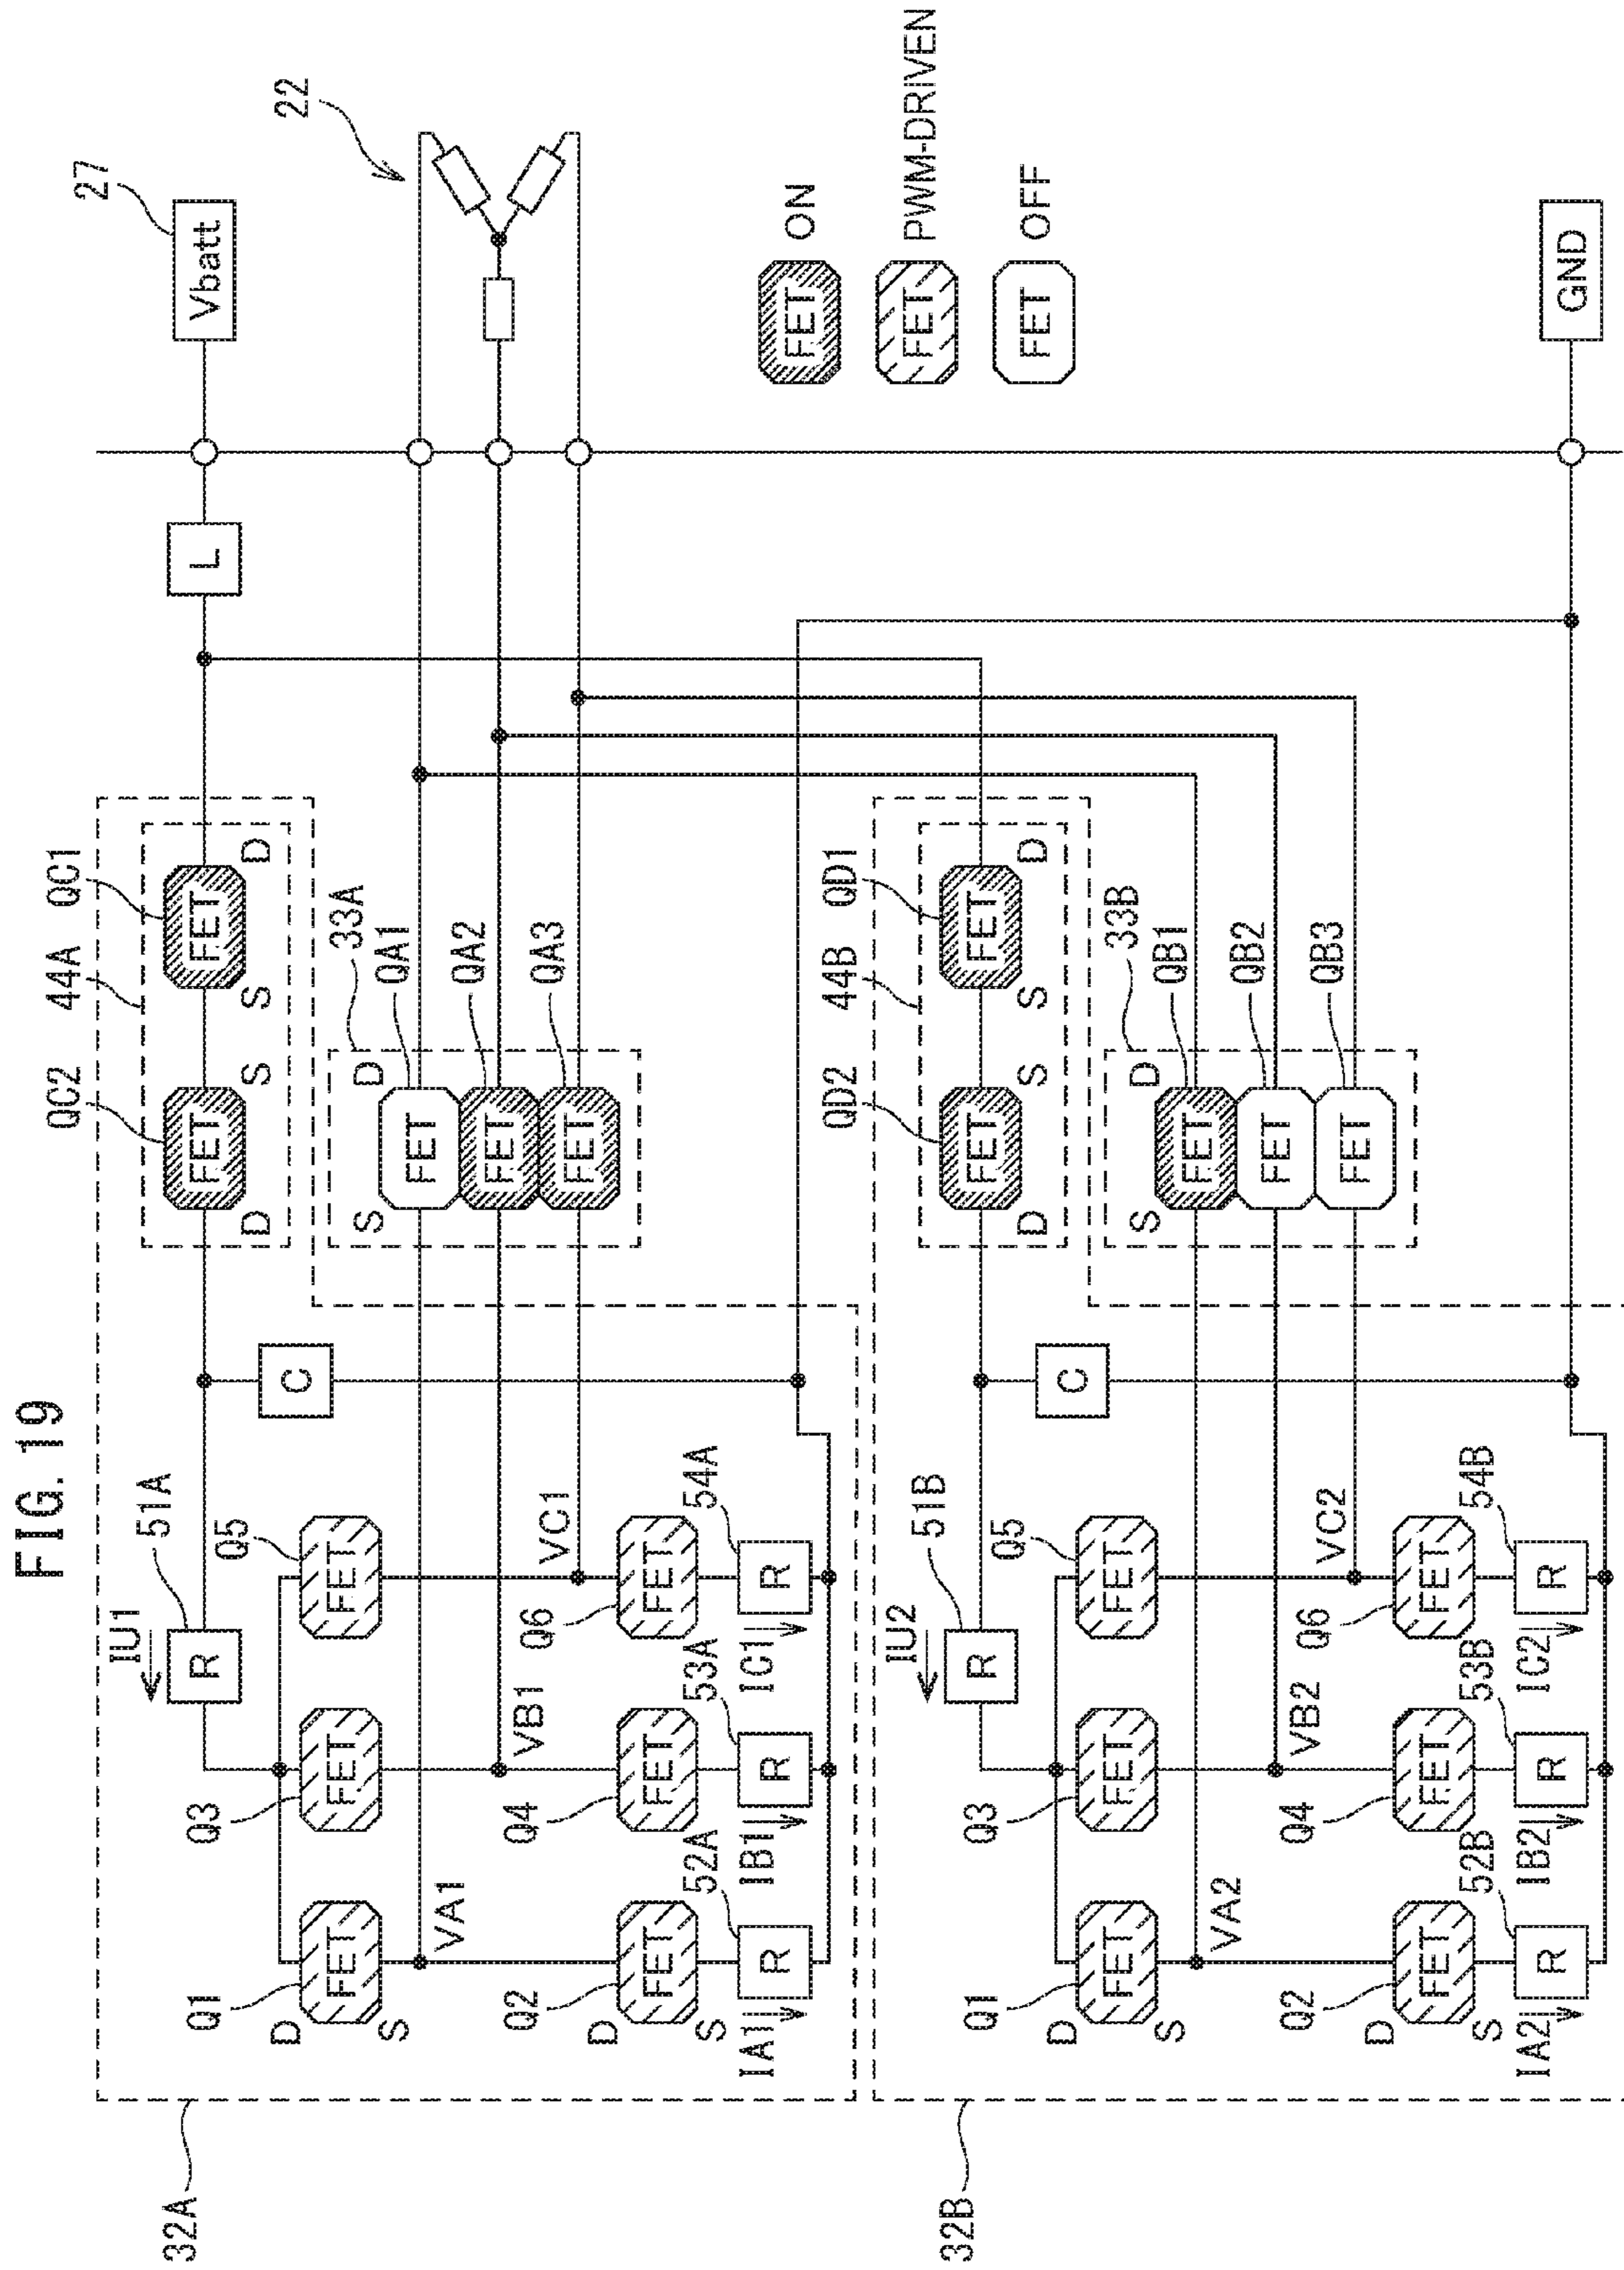 FIG. 19
32A
IU1
51A
R
QC2
44A
QC1
FET
FET
D
S
S
D
L
27
Vbatt
Q1
Q3
Q5
D
FET
FET
FET
S
C
33A
S
D
QA1
QA2
QA3
FET
FET
FET
22
VA1
VB1
VC1
Q2
Q4
Q6
D
FET
FET
FET
S
52A
53A
54A
IA1
R
IB1
R
IC1
R
FET
ON
FET
PWM-DRIVEN
FET
OFF
32B
IU2
51B
R
QD2
44B
QD1
FET
FET
D
S
S
D
Q1
Q3
Q5
D
FET
FET
FET
S
C
33B
S
D
QB1
QB2
QB3
FET
FET
FET
VA2
VB2
VC2
Q2
Q4
Q6
D
FET
FET
FET
S
52B
53B
54B
IA2
R
IB2
R
IC2
R
GND